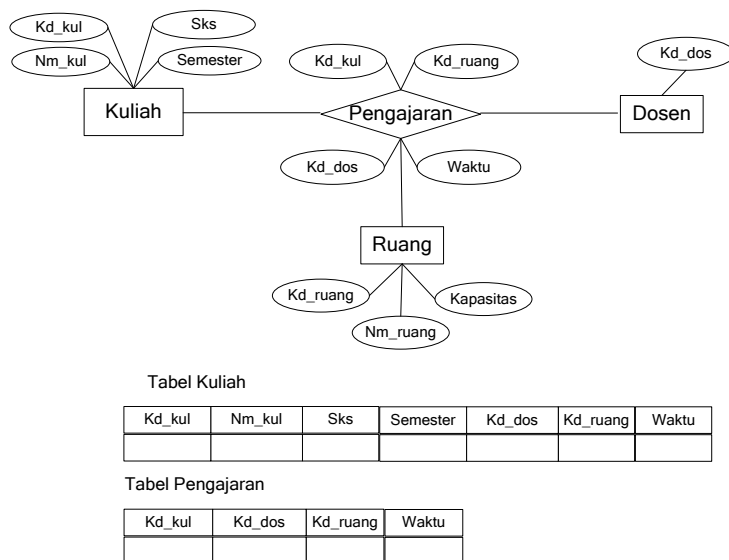 Kd_kul Sks
Nm_kul Semester
Kd_kul Kd_ruang
Kd_dos
Kuliah Pengajaran Dosen
Kd_dos Waktu
Ruang
Kd_ruang Kapasitas
Nm_ruang
Tabel Kuliah
Kd_kul Nm_kul Sks Semester Kd_dos Kd_ruang Waktu
Tabel Pengajaran
Kd_kul Kd_dos Kd_ruang Waktu